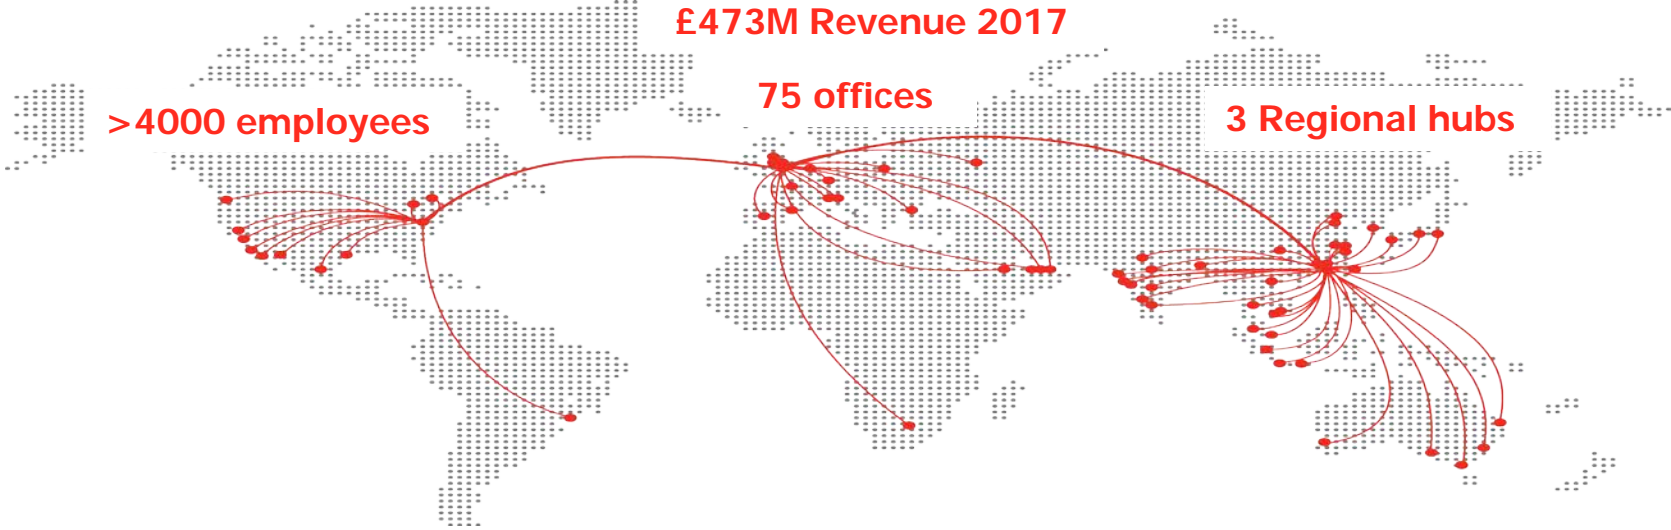 £473M Revenue 2017
75 offices
>4000 employees
3 Regional hubs